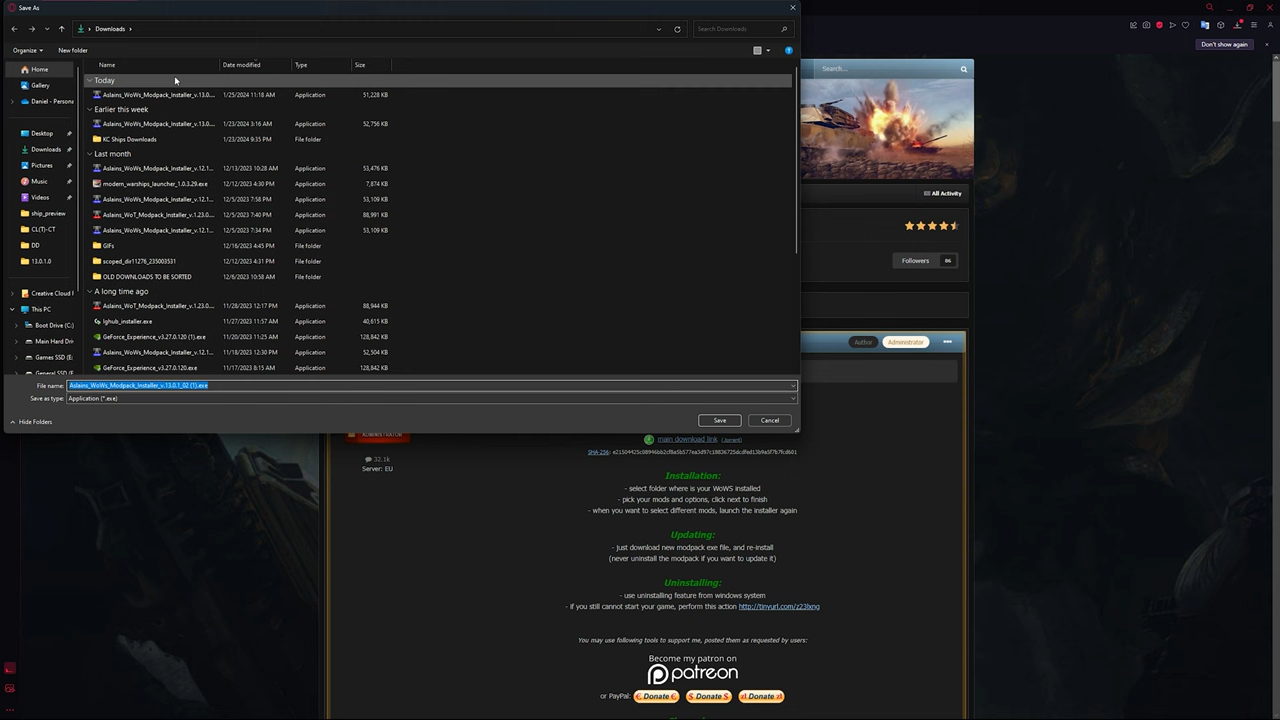 Save As
Downloads
Search Downloads
Organize
New folder
Home
Gallery
Daniel - Persona
Desktop
Downloads
Pictures
Music
Videos
ship_preview
CL(T)-CT
DD
13.0.1.0
Creative Cloud F
This PC
Boot Drive (C:)
Main Hard Driv
Games SSD (E:
General SSD (F:
Name Date modified Type Size
Today
Aslains_WoWs_Modpack_Installer_v.13.0.... 1/25/2024 11:18 AM Application 51,228 KB
Earlier this week
Aslains_WoWs_Modpack_Installer_v.13.0.... 1/23/2024 3:16 AM Application 52,756 KB
KC Ships Downloads 1/23/2024 9:35 PM File folder
Last month
Aslains_WoWs_Modpack_Installer_v.12.1.... 12/13/2023 10:28 AM Application 53,476 KB
modern_warships_launcher_1.0.3.29.exe 12/12/2023 4:30 PM Application 7,874 KB
Aslains_WoWs_Modpack_Installer_v.12.1.... 12/5/2023 7:58 PM Application 53,109 KB
Aslains_WoT_Modpack_Installer_v.1.23.0.... 12/5/2023 7:40 PM Application 88,991 KB
Aslains_WoWs_Modpack_Installer_v.12.1.... 12/5/2023 7:34 PM Application 53,109 KB
GIFs 12/16/2023 4:45 PM File folder
scoped_dir11276_235003531 12/12/2023 4:31 PM File folder
OLD DOWNLOADS TO BE SORTED 12/6/2023 10:58 AM File folder
A long time ago
Aslains_WoT_Modpack_Installer_v.1.23.0.... 11/28/2023 12:17 PM Application 88,944 KB
lghub_installer.exe 11/27/2023 11:57 AM Application 40,615 KB
GeForce_Experience_v3.27.0.120 (1).exe 11/20/2023 11:25 AM Application 128,842 KB
Aslains_WoWs_Modpack_Installer_v.12.1.... 11/18/2023 12:30 PM Application 52,504 KB
GeForce_Experience_v3.27.0.120.exe 11/17/2023 8:15 AM Application 128,842 KB
File name: Aslains_WoWs_Modpack_Installer_v.13.0.1_02 (1).exe
Save as type: Application (*.exe)
Hide Folders
Save
Cancel
Don't show again
Search...
All Activity
Followers 86
Author
Administrator
ADMINISTRATOR
32.1k
Server: EU
main download link (.torrent)
Installation:
- select folder where is your WoWS installed
- pick your mods and options, click next to finish
- when you want to select different mods, launch the installer again
Updating:
- just download new modpack exe file, and re-install
(never uninstall the modpack if you want to update it)
Uninstalling:
- use uninstalling feature from windows system
- if you still cannot start your game, perform this action http://tinyurl.com/z23lxng
You may use following tools to support me, posted them as requested by users:
Become my patron on
patreon
or PayPal: € Donate € $ Donate $ zł Donate zł